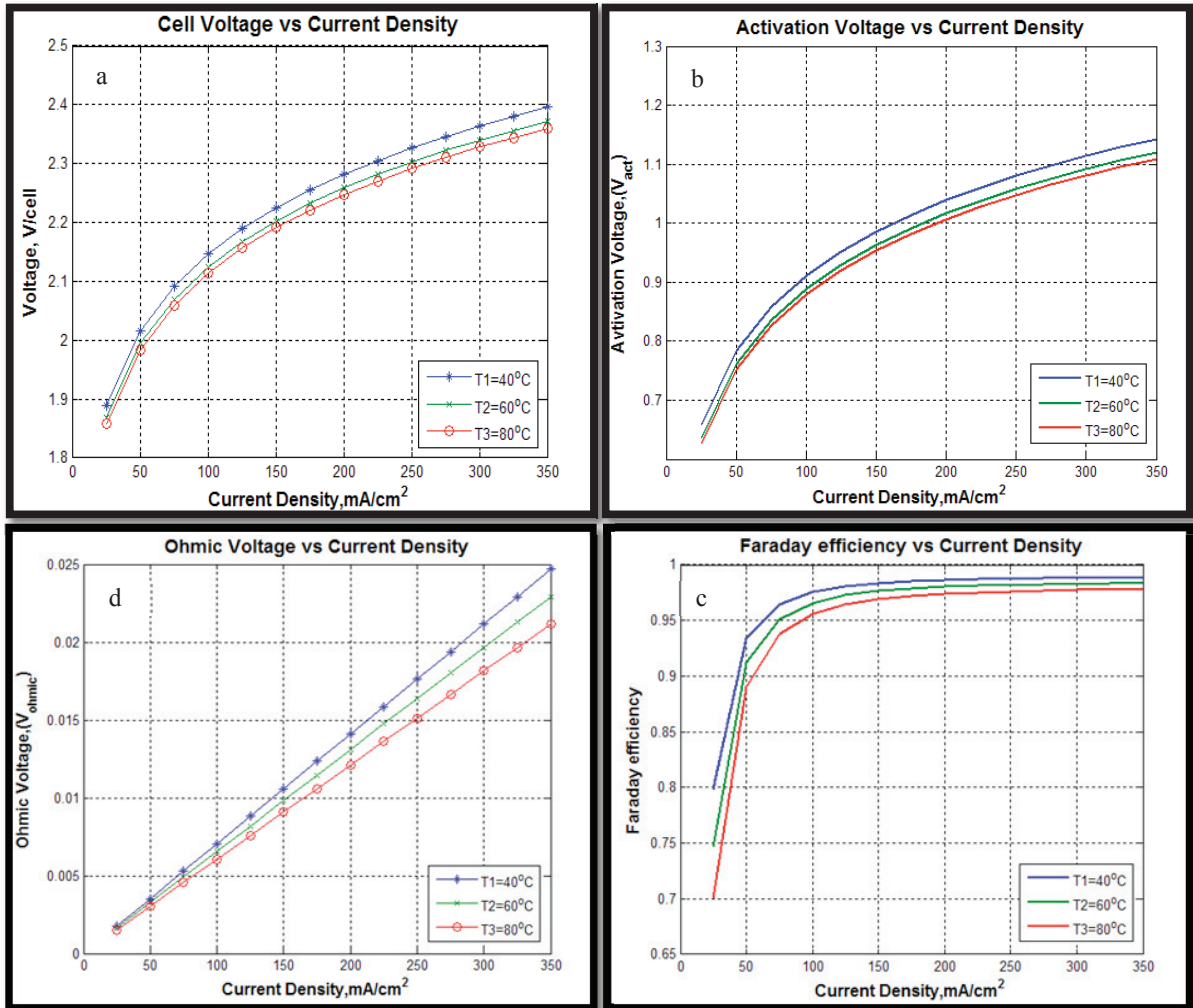 Cell Voltage vs Current Density
a
2.5
2.4
2.3
2.2
2.1
2
1.9
1.8
Voltage, V/cell
T1=40°C
T2=60°C
T3=80°C
0 50 100 150 200 250 300 350
Current Density,mA/cm²
Activation Voltage vs Current Density
b
1.3
1.2
1.1
1
0.9
0.8
0.7
Avtivation Voltage,(V_act)
T1=40°C
T2=60°C
T3=80°C
0 50 100 150 200 250 300 350
Current Density,mA/cm²
Ohmic Voltage vs Current Density
d
0.025
0.02
0.015
0.01
0.005
0
Ohmic Voltage,(V_ohmic)
T1=40°C
T2=60°C
T3=80°C
0 50 100 150 200 250 300 350
Current Density,mA/cm²
Faraday efficiency vs Current Density
c
1
0.95
0.9
0.85
0.8
0.75
0.7
0.65
Faraday efficiency
T1=40°C
T2=60°C
T3=80°C
0 50 100 150 200 250 300 350
Current Density,mA/cm²